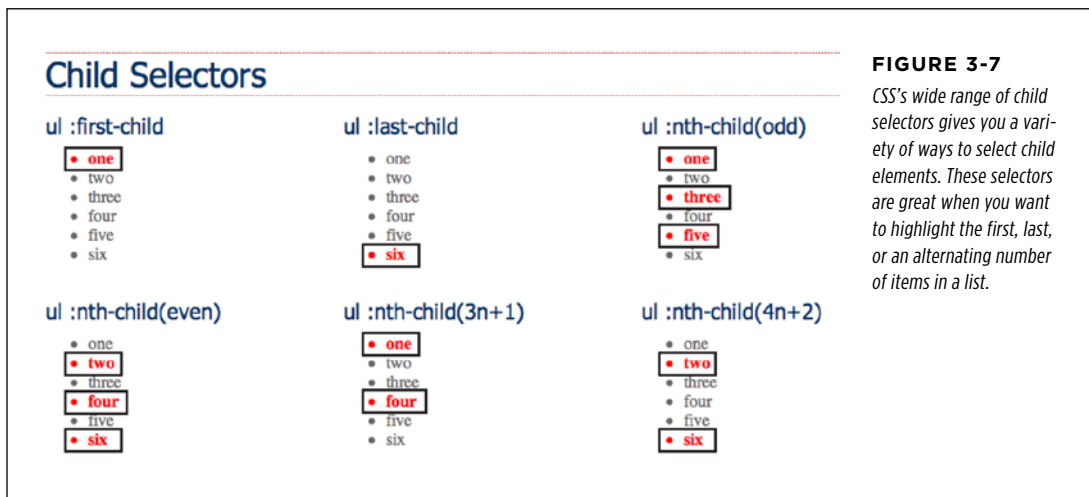 Child Selectors
ul :first-child
• one
• two
• three
• four
• five
• six
ul :last-child
• one
• two
• three
• four
• five
• six
ul :nth-child(odd)
• one
• two
• three
• four
• five
• six
ul :nth-child(even)
• one
• two
• three
• four
• five
• six
ul :nth-child(3n+1)
• one
• two
• three
• four
• five
• six
ul :nth-child(4n+2)
• one
• two
• three
• four
• five
• six
FIGURE 3-7
CSS's wide range of child
selectors gives you a vari-
ety of ways to select child
elements. These selectors
are great when you want
to highlight the first, last,
or an alternating number
of items in a list.